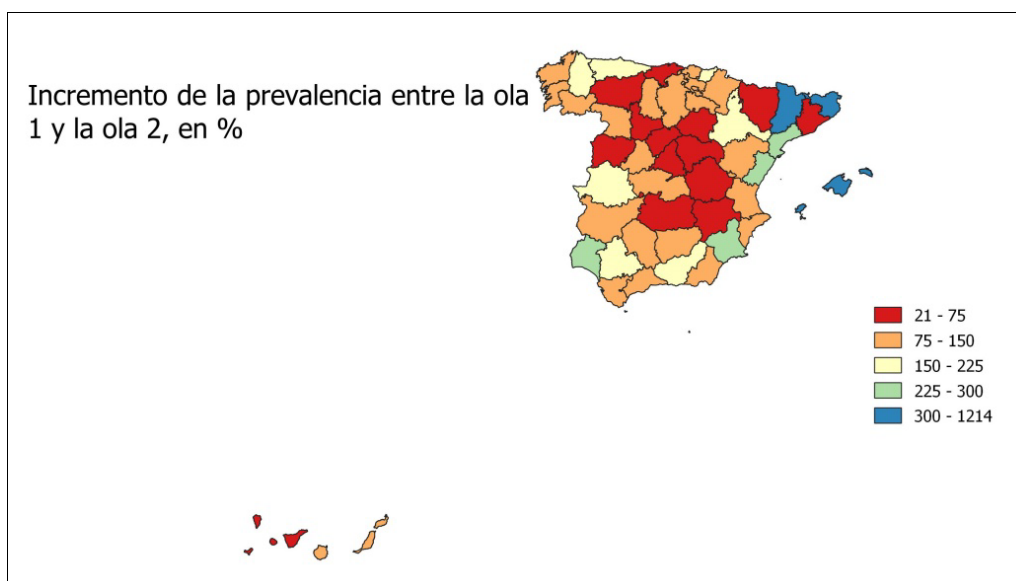 Incremento de la prevalencia entre la ola
1 y la ola 2, en %
21 - 75
75 - 150
150 - 225
225 - 300
300 - 1214